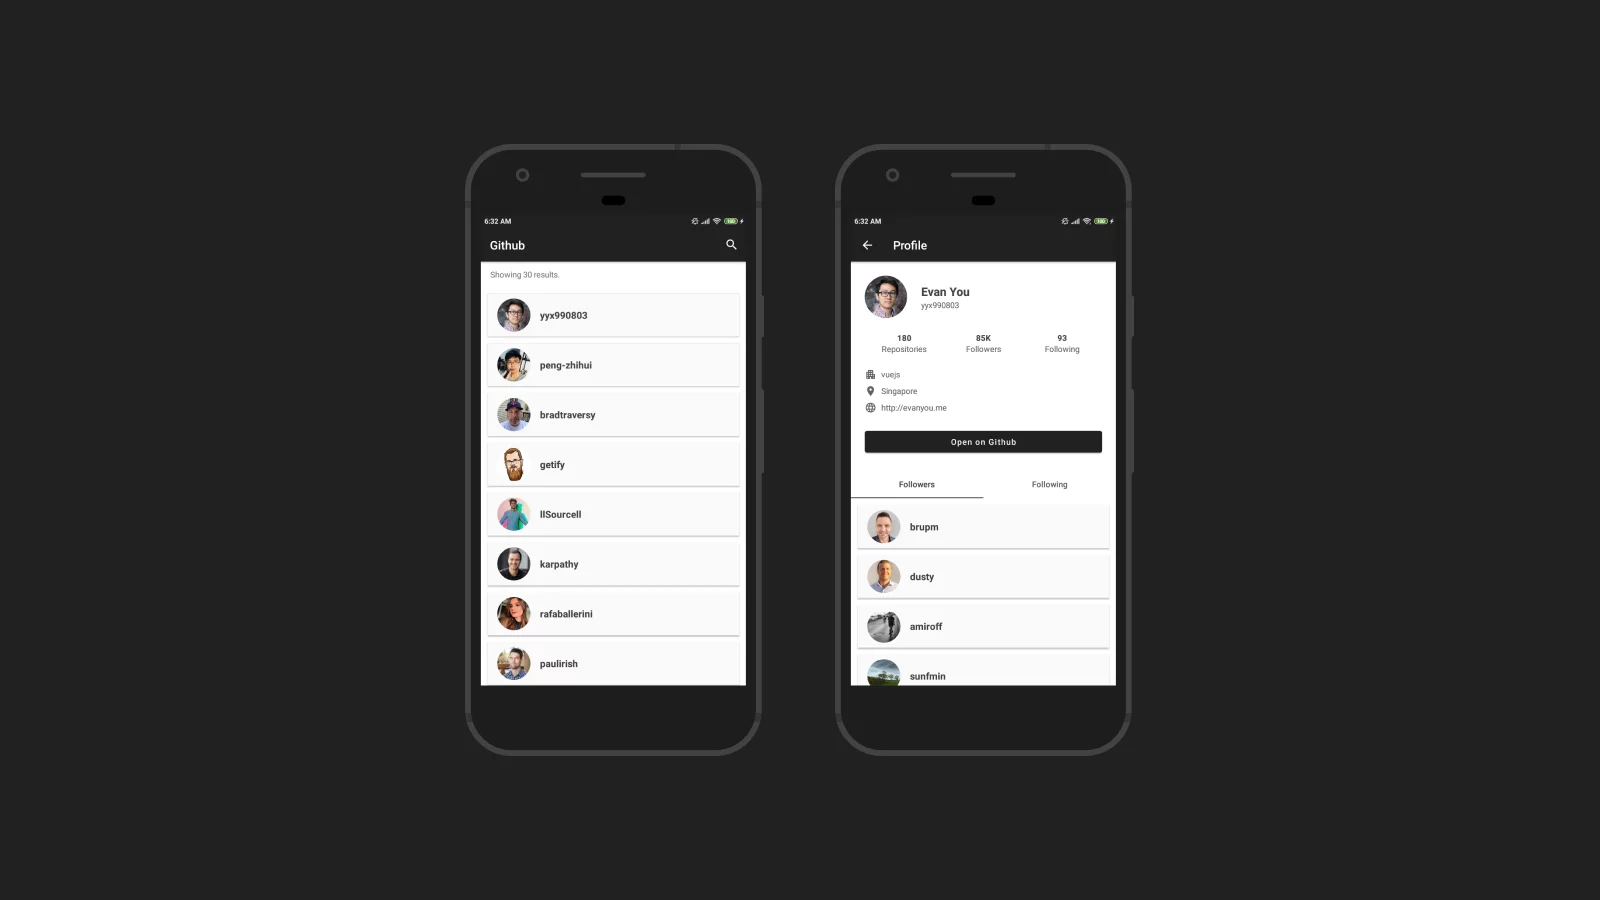 6:32 AM
100
Github
Showing 30 results.
yyx990803
peng-zhihui
bradtraversy
getify
llSourcell
karpathy
rafaballerini
paulirish
6:32 AM
100
Profile
Evan You
yyx990803
180 85K 93
Repositories Followers Following
vuejs
Singapore
http://evanyou.me
Open on Github
Followers Following
brupm
dusty
amiroff
sunfmin